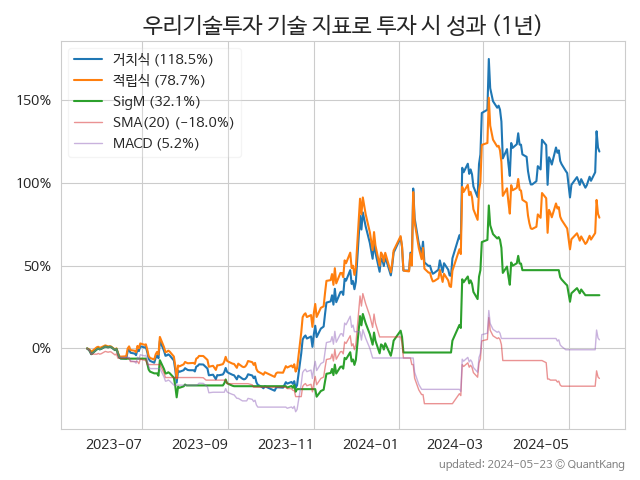 우리기술투자 기술 지표로 투자 시 성과 (1년)
거치식 (118.5%)
적립식 (78.7%)
SigM (32.1%)
SMA(20) (-18.0%)
MACD (5.2%)
150%
100%
50%
0%
2023-07 2023-09 2023-11 2024-01 2024-03 2024-05
updated: 2024-05-23 © QuantKang